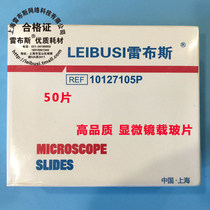 合格证
雷布斯®优质耗材
LEIBUSI雷布斯
REF 10127105P
50片
高品质 显微镜载玻片
MICROSCOPE
SLIDES
中国·上海